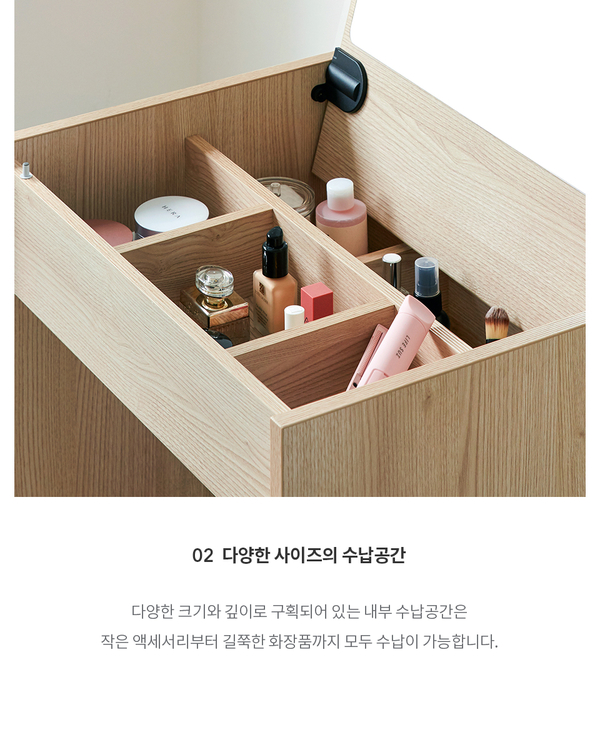 HERA
LIFE SSZ
02 다양한 사이즈의 수납공간
다양한 크기와 깊이로 구획되어 있는 내부 수납공간은
작은 액세서리부터 길쭉한 화장품까지 모두 수납이 가능합니다.